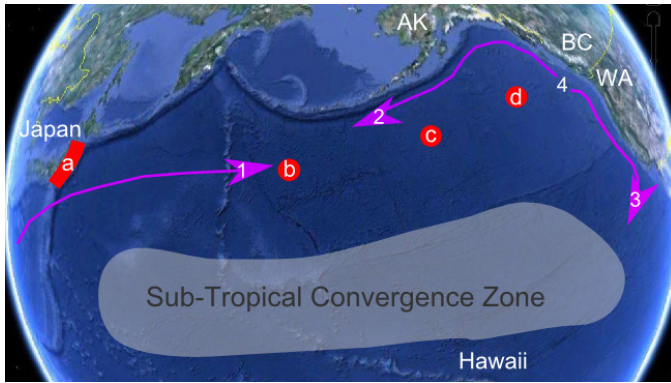 AK
BC
WA
4
d
2
c
Japan
a
1
b
3
Sub-Tropical Convergence Zone
Hawaii